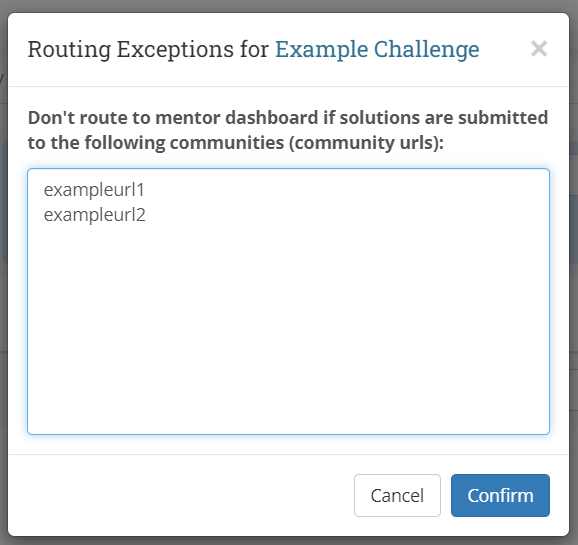 Routing Exceptions for Example Challenge ×
Don't route to mentor dashboard if solutions are submitted
to the following communities (community urls):
exampleurl1
exampleurl2
Cancel Confirm